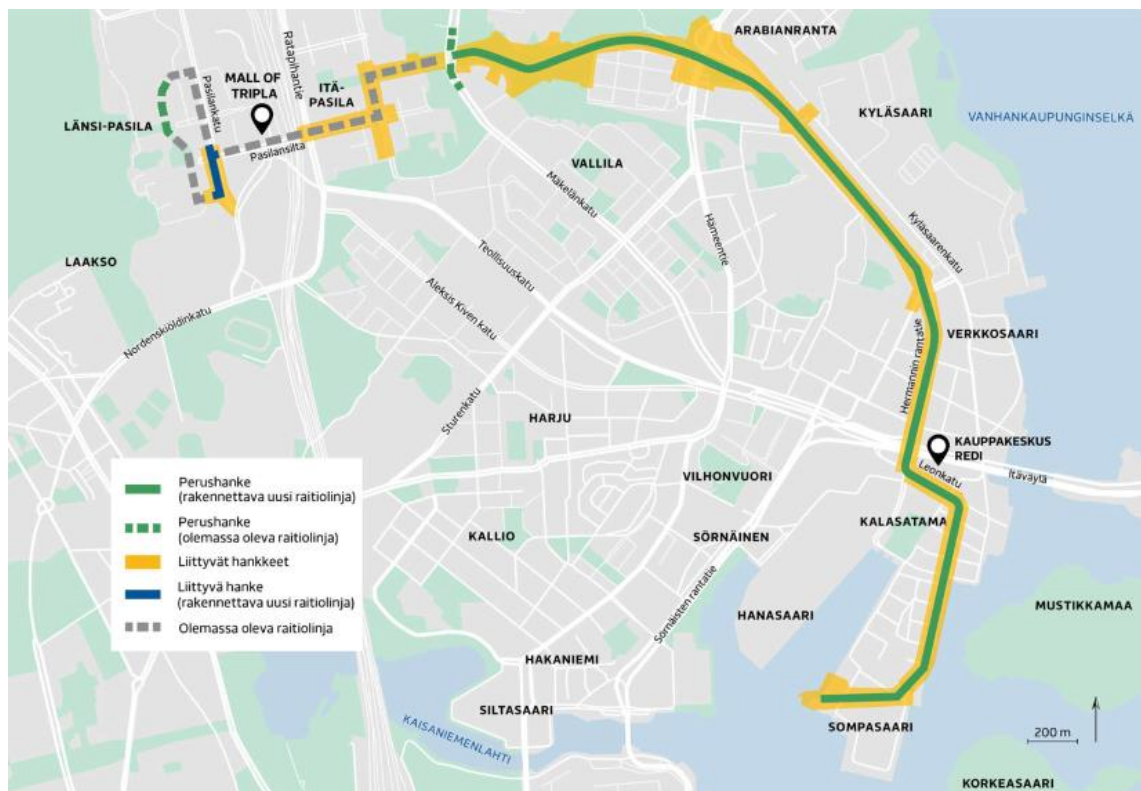 ARABIANRANTA
Ratapihantie
MALL OF
TRIPLA
Pasilankatu
ITÄ-
PASILA
LÄNSI-PASILA
KYLÄSAARI
VANHANKAUPUNGINSELKÄ
Pasilansilta
VALLILA
Mäkelänkatu
Hämeentie
Kyläsaarenkatu
LAAKSO
Teollisuuskatu
Aleksis Kiven katu
Nordenskiöldinkatu
VERKKOSAARI
Hermannin rantatie
Sturenkatu
HARJU
KAUPPAKESKUS
REDI
Leonkatu
Itäväylä
VILHONVUORI
Perushanke
(rakennettava uusi raitiolinja)
Perushanke
(olemassa oleva raitiolinja)
Liittyvät hankkeet
Liittyvä hanke
(rakennettava uusi raitiolinja)
Olemassa oleva raitiolinja
KALASATAMA
KALLIO
SÖRNÄINEN
Sörnäisten rantatie
HANASAARI
MUSTIKKAMAA
HAKANIEMI
SILTASAARI
KAISANIEMENLAHTI
SOMPASAARI
200 m
KORKEASAARI